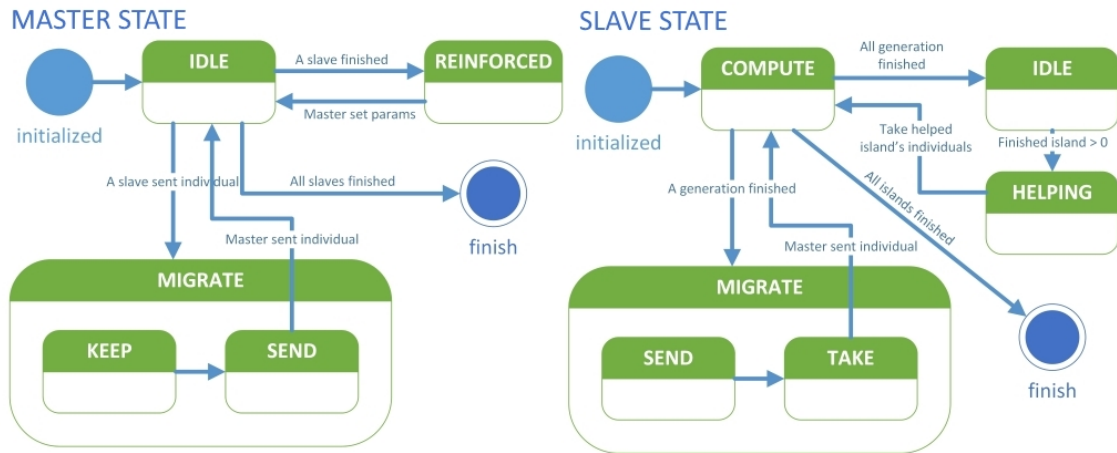 MASTER STATE
IDLE
A slave finished
REINFORCED
Master set params
initialized
A slave sent individual
All slaves finished
finish
Master sent individual
MIGRATE
KEEP
SEND
SLAVE STATE
COMPUTE
All generation
finished
IDLE
initialized
Take helped
island's individuals
Finished island > 0
HELPING
A generation finished
All islands finished
Master sent individual
MIGRATE
SEND
TAKE
finish